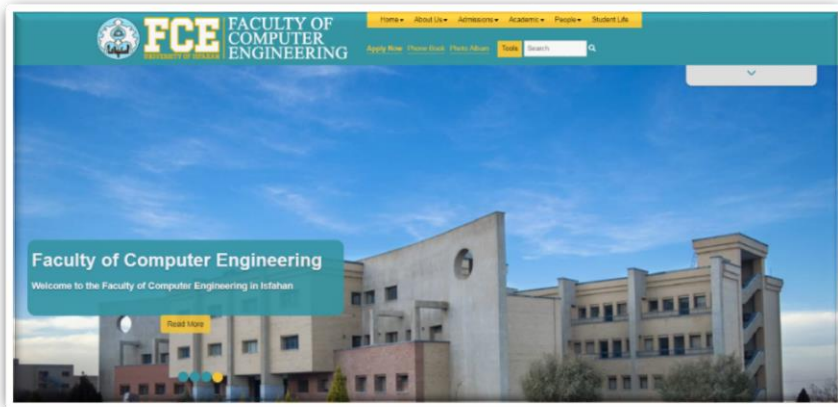 FCE
UNIVERSITY OF ISFAHAN
FACULTY OF
COMPUTER
ENGINEERING
Home About Us Admissions Academic People Student Life
Apply Now Phone Book Photo Album Tools Search
Faculty of Computer Engineering
Welcome to the Faculty of Computer Engineering in Isfahan
Read More